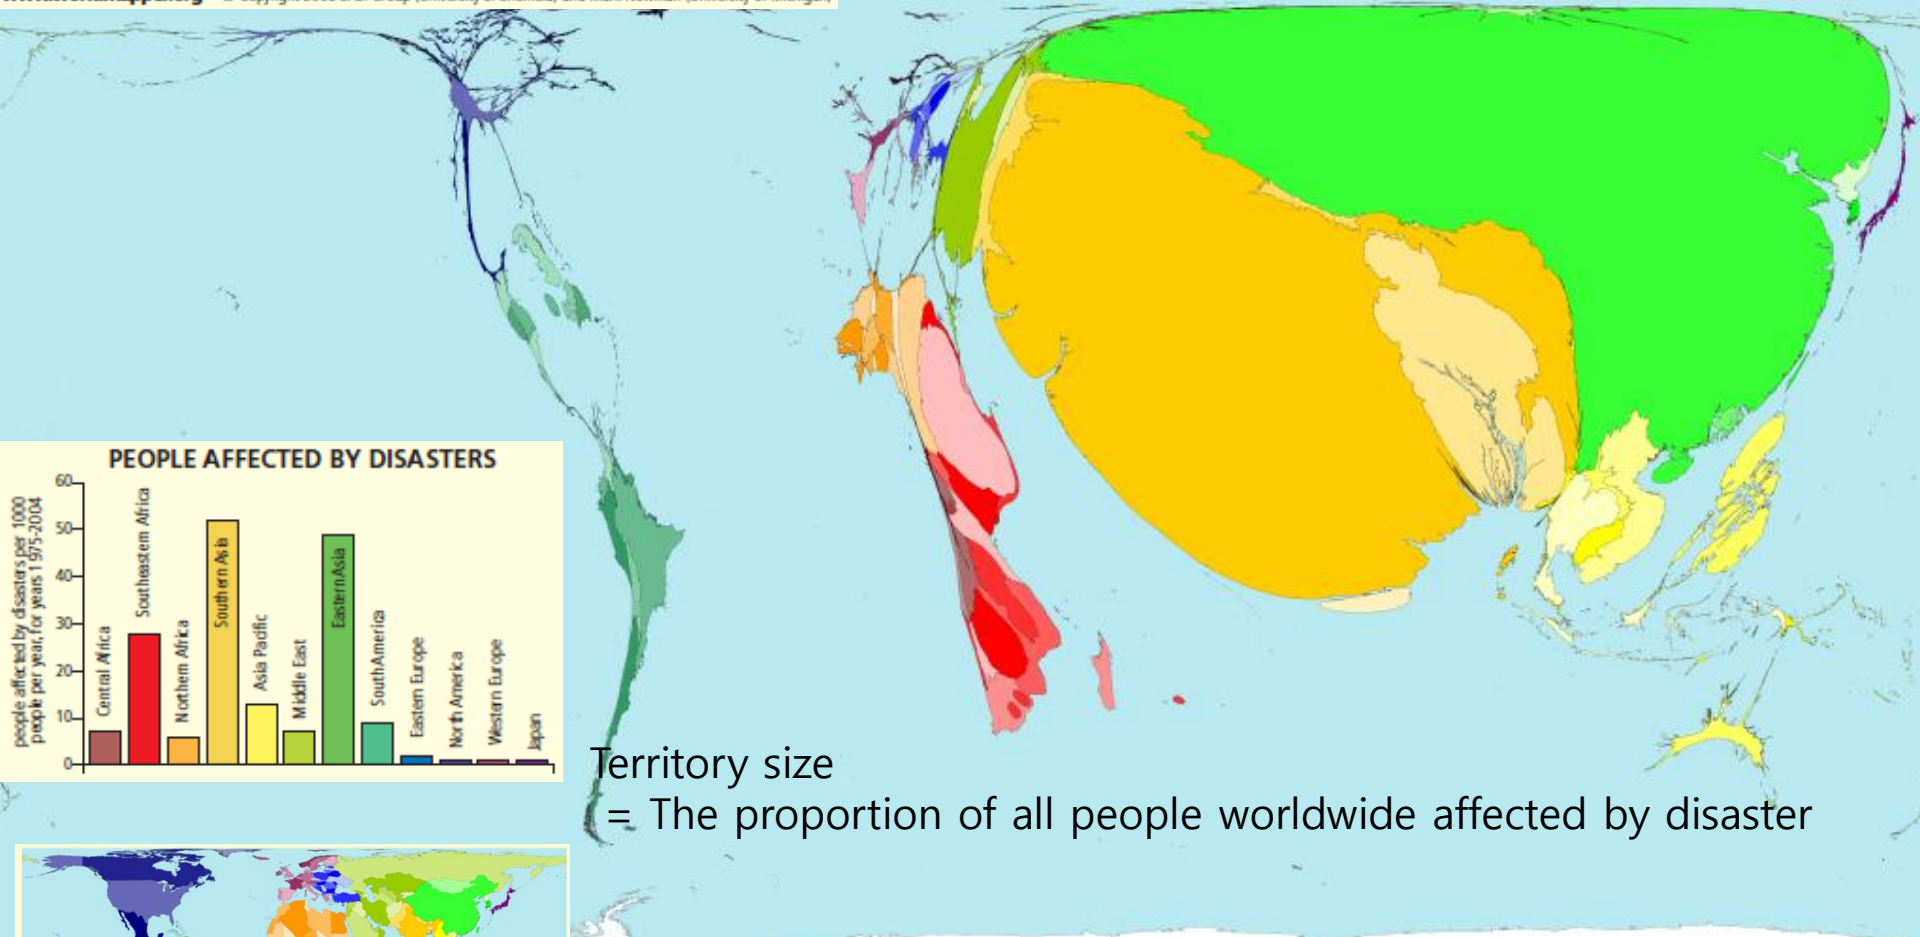 PEOPLE AFFECTED BY DISASTERS
people affected by disasters per 1000
people per year, for years 1975-2004
60
50
40
30
20
10
0
Central Africa
Southeastern Africa
Northern Africa
Southern Asia
Asia Pacific
Middle East
Eastern Asia
South America
Eastern Europe
North America
Western Europe
Japan
Territory size
= The proportion of all people worldwide affected by disaster